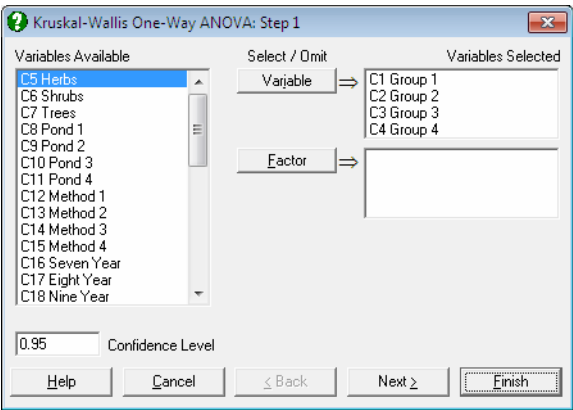 Kruskal-Wallis One-Way ANOVA: Step 1
Variables Available
Select / Omit
Variables Selected
C5 Herbs
C6 Shrubs
C7 Trees
C8 Pond 1
C9 Pond 2
C10 Pond 3
C11 Pond 4
C12 Method 1
C13 Method 2
C14 Method 3
C15 Method 4
C16 Seven Year
C17 Eight Year
C18 Nine Year
Variable
C1 Group 1
C2 Group 2
C3 Group 3
C4 Group 4
Factor
0.95 Confidence Level
Help Cancel < Back Next > Finish